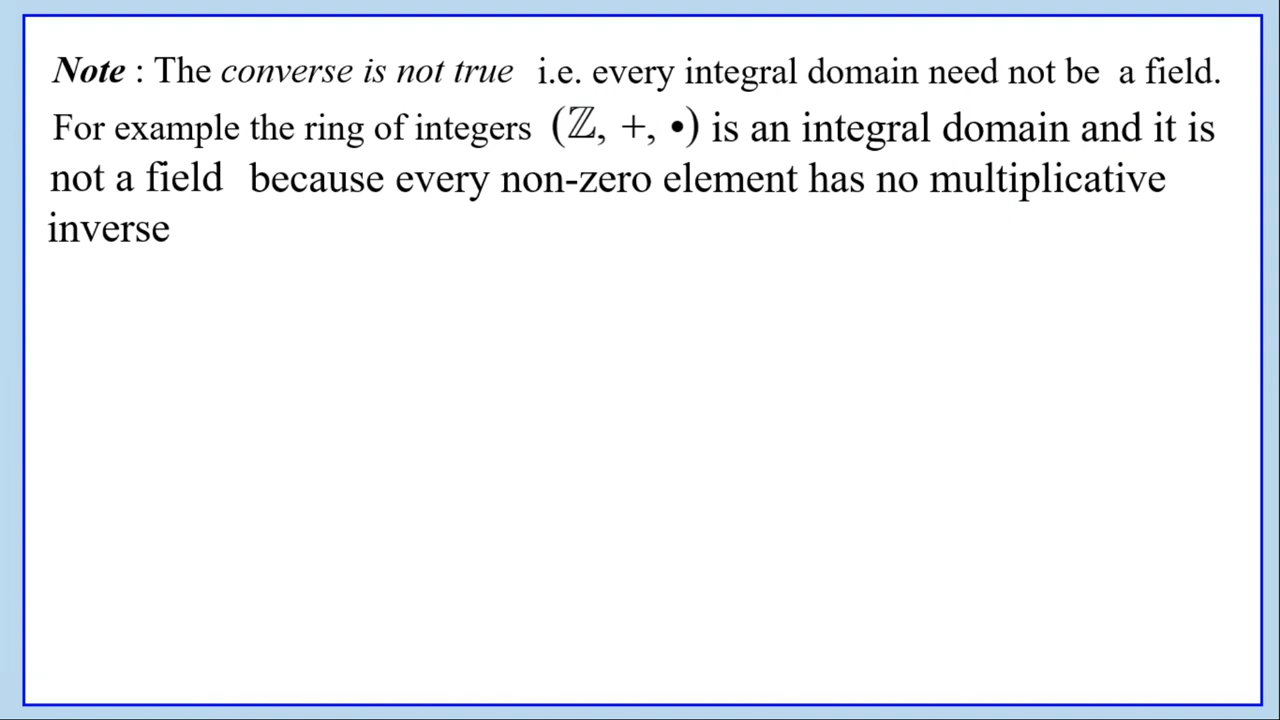 Note : The converse is not true i.e. every integral domain need not be a field.
For example the ring of integers (ℤ, +, •) is an integral domain and it is
not a field because every non-zero element has no multiplicative
inverse